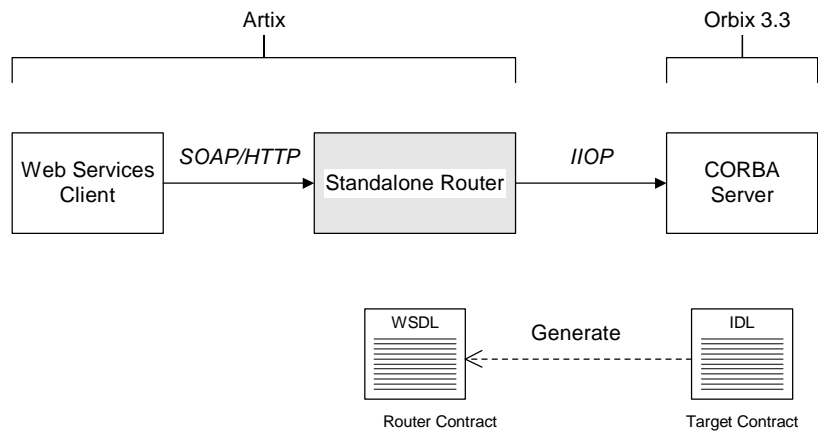 Artix
Orbix 3.3
Web Services
Client
SOAP/HTTP
Standalone Router
IIOP
CORBA
Server
WSDL
Generate
IDL
Router Contract
Target Contract